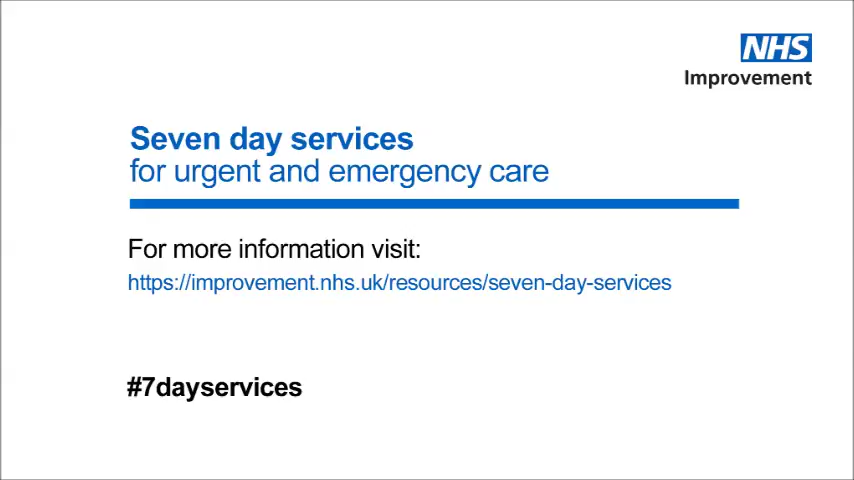 NHS
Improvement
Seven day services
for urgent and emergency care
For more information visit:
https://improvement.nhs.uk/resources/seven-day-services
#7dayservices